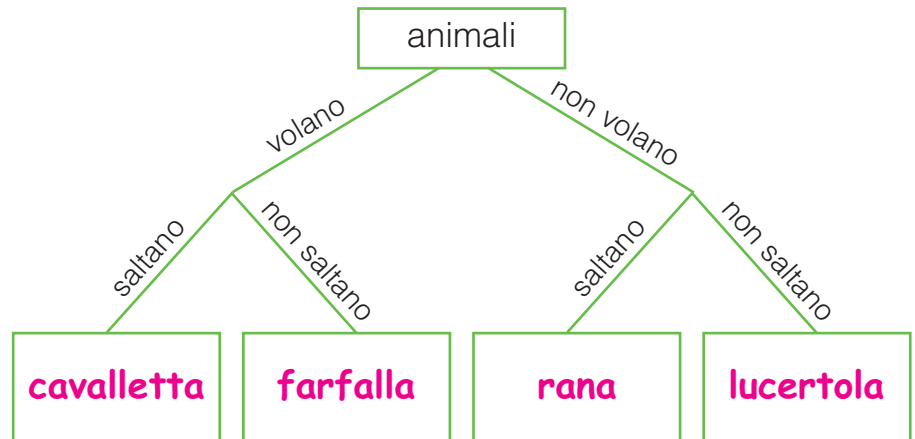 animali
volano
non volano
saltano
non saltano
saltano
non saltano
cavalletta
farfalla
rana
lucertola